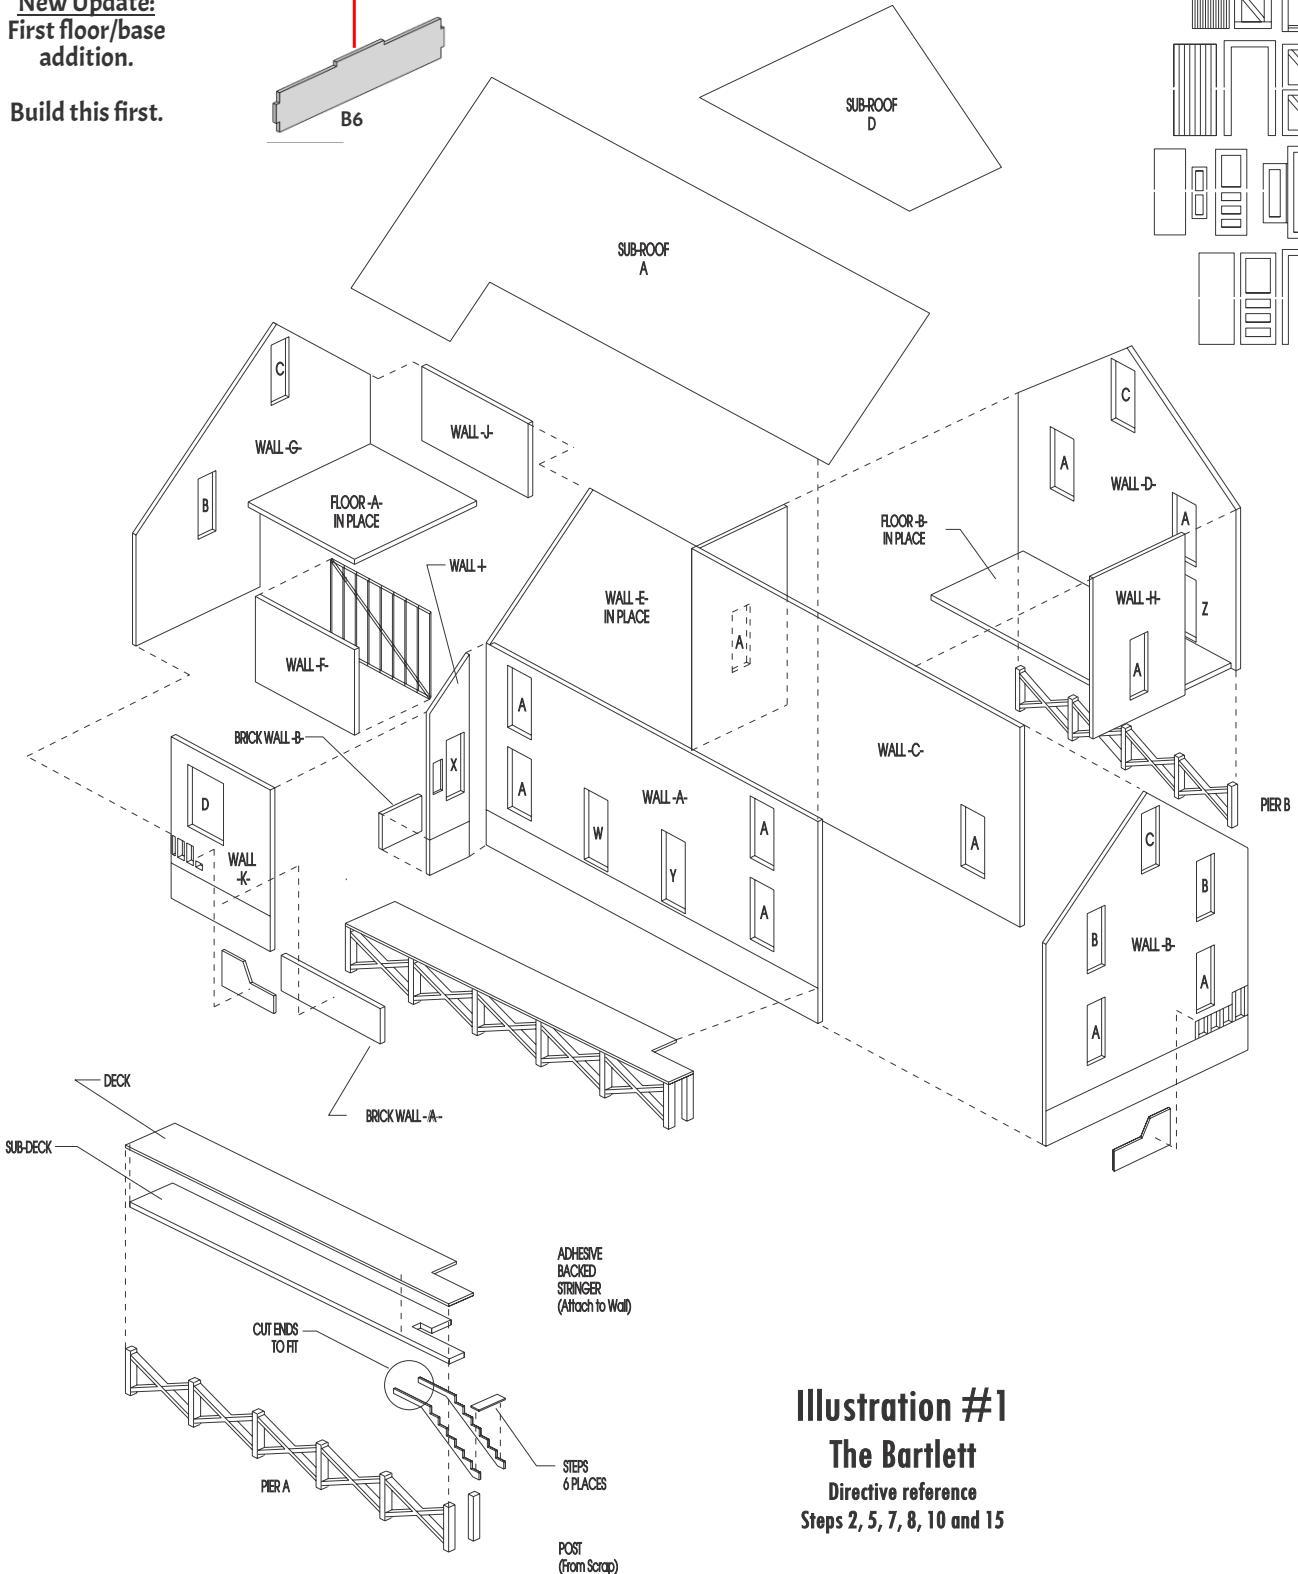 New Update:
First floor/base
addition.
Build this first.
B6
SUB-ROOF
D
SUB-ROOF
A
C
WALL -G-
B
WALL -J-
FLOOR -A-
IN PLACE
WALL -I-
WALL -F-
WALL -E-
IN PLACE
A
FLOOR -B-
IN PLACE
C
A
WALL -D-
A
WALL -H-
Z
A
BRICK WALL -B-
D
WALL
-K-
X
A
A
W
WALL -A-
Y
A
A
WALL -C-
A
PIER B
C
B
B
WALL -B-
A
A
DECK
BRICK WALL -A-
SUB-DECK
ADHESIVE
BACKED
STRINGER
(Attach to Wall)
CUT ENDS
TO FIT
PIER A
STEPS
6 PLACES
POST
(From Scrap)
Illustration #1
The Bartlett
Directive reference
Steps 2, 5, 7, 8, 10 and 15